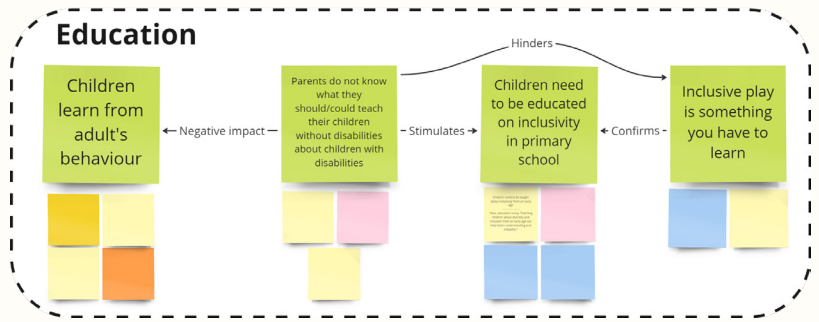 Education
Hinders
Children
learn from
adult's
behaviour
Negative impact
Parents do not know
what they
should/could teach
their children
without disabilities
about children with
disabilities
Stimulates
Children need
to be educated
on inclusivity
in primary
school
Confirms
Inclusive play
is something
you have to
learn